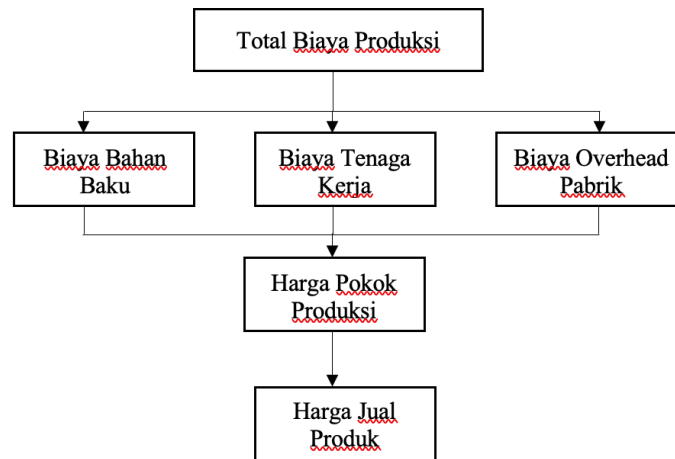 Total Biaya Produksi
Biaya Bahan
Baku
Biaya Tenaga
Kerja
Biaya Overhead
Pabrik
Harga Pokok
Produksi
Harga Jual
Produk